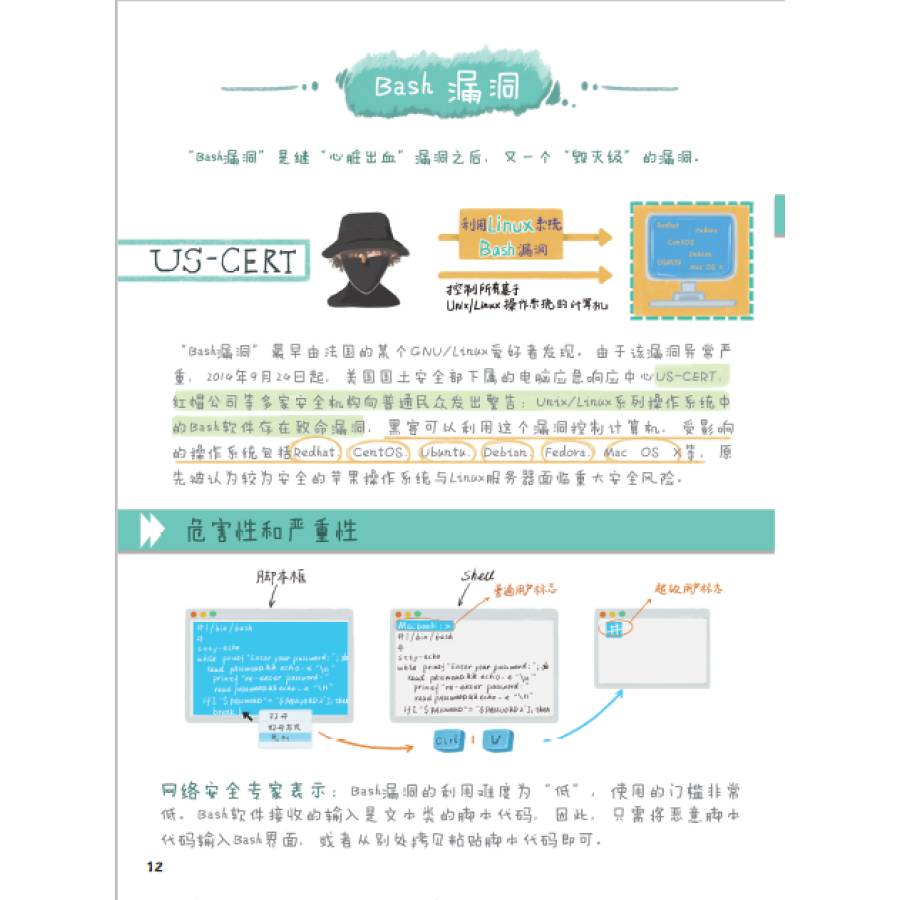 Bash 漏洞
“Bash漏洞”是继“心脏出血”漏洞之后，又一个“毁灭级”的漏洞。
US-CERT
利用Linux系统
Bash漏洞
控制所有基于
Unix/Linux 操作系统的计算机
Redhat
Fedora
CentOS
Debian
Ubuntu
Mac OS X
“Bash漏洞”最早由法国的某个GNU/Linux爱好者发现。由于该漏洞异常严
重，2014年9月24日起，美国国土安全部下属的电脑应急响应中心US-CERT、
红帽公司等多家安全机构向普通民众发出警告：Unix/Linux系列操作系统中
的Bash软件存在致命漏洞，黑客可以利用这个漏洞控制计算机，受影响
的操作系统包括Redhat、CentOS、Ubuntu、Debian、Fedora、Mac OS X等，原
先被认为较为安全的苹果操作系统与Linux服务器面临重大安全风险。
危害性和严重性
脚本框
Shell
普通用户标志
超级用户标志
#!/bin/bash
#
stty-echo
while printf "Enter your password: "; do
read password && echo -e "\n"
printf "re-enter password:"
read password2 && echo -e "\n"
if ["$PASSWORD"= "$PASSWORD2"]; then
break
打开
打开方式
Macbook:>
#!/bin/bash
#
stty-echo
while printf "Enter your password: "; do
read password && echo -e "\n"
printf "re-enter password:"
read password2 && echo -e "\n"
if ["$PASSWORD"= "$PASSWORD2"]; then
#
Ctrl
V
网络安全专家表示：Bash漏洞的利用难度为“低”，使用的门槛非常
低。Bash软件接收的输入是文本类的脚本代码，因此，只需将恶意脚本
代码输入Bash界面，或者从别处拷贝粘贴脚本代码即可。
12